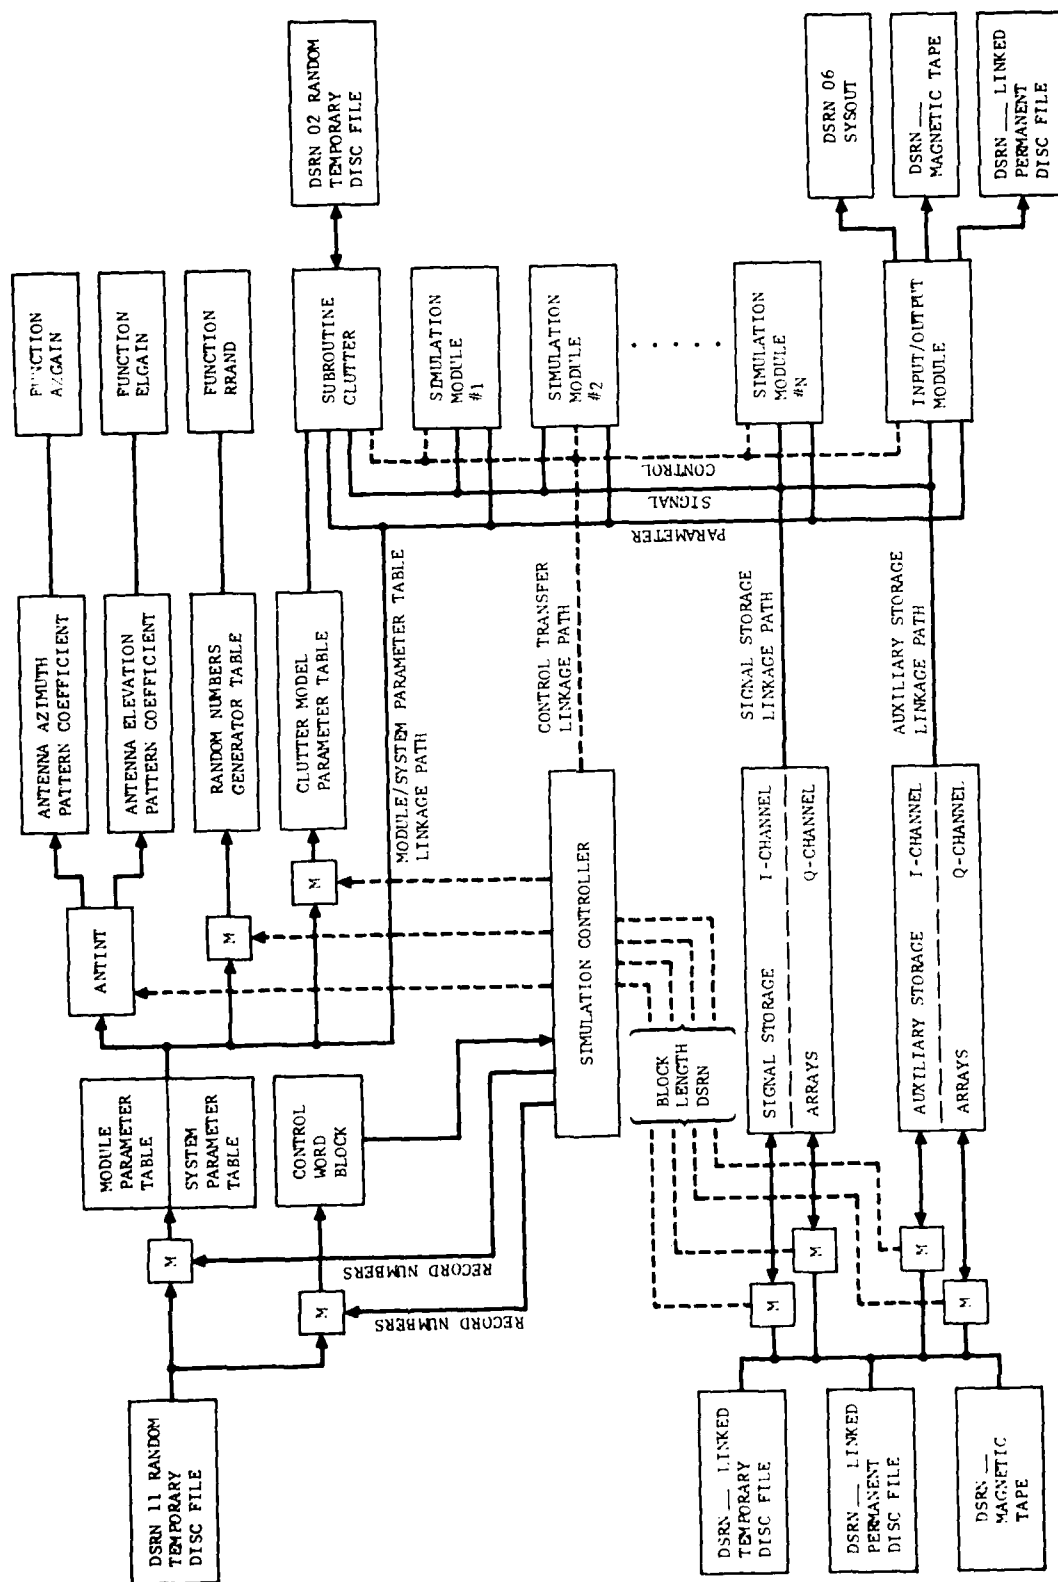 DSRN 11 RANDOM
TEMPORARY
DISC FILE
M
M
RECORD NUMBERS
RECORD NUMBERS
MODULE
PARAMETER
TABLE
SYSTEM
PARAMETER
TABLE
CONTROL
WORD
BLOCK
ANTINT
M
M
ANTENNA AZIMUTH
PATTERN COEFFICIENT
ANTENNA ELEVATION
PATTERN COEFFICIENT
RANDOM NUMBERS
GENERATOR TABLE
CLUTTER MODEL
PARAMETER TABLE
MODULE/SYSTEM PARAMETER TABLE
LINKAGE PATH
FUNCTION
AZGAIN
FUNCTION
ELGAIN
FUNCTION
RRAND
SUBROUTINE
CLUTTER
DSRN 02 RANDOM
TEMPORARY
DISC FILE
SIMULATION
MODULE
#1
SIMULATION
MODULE
#2
. . . . .
SIMULATION
MODULE
#N
INPUT/OUTPUT
MODULE
CONTROL
SIGNAL
PARAMETER
DSRN 06
SYSOUT
DSRN __ MAGNETIC TAPE
DSRN __ LINKED
PERMANENT
DISC FILE
SIMULATION CONTROLLER
CONTROL TRANSFER
LINKAGE PATH
BLOCK
LENGTH
DSRN
SIGNAL STORAGE I-CHANNEL
ARRAYS Q-CHANNEL
SIGNAL STORAGE
LINKAGE PATH
AUXILIARY STORAGE I-CHANNEL
ARRAYS Q-CHANNEL
AUXILIARY STORAGE
LINKAGE PATH
M
M
M
M
DSRN __ LINKED
TEMPORARY
DISC FILE
DSRN __ LINKED
PERMANENT
DISC FILE
DSRN __
MAGNETIC
TAPE